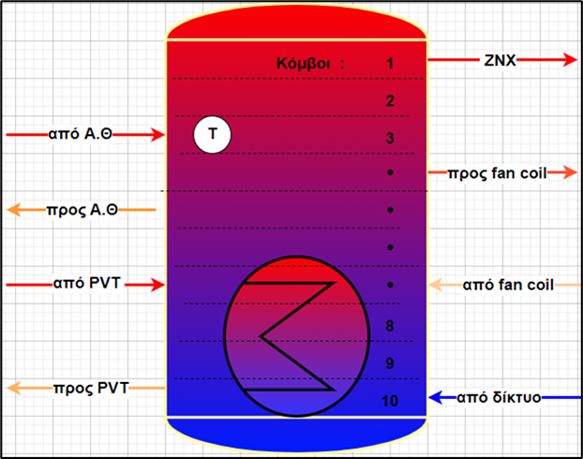 Κόμβοι :
1
ΖΝΧ
2
από Α.Θ
T
3
προς fan coil
•
προς Α.Θ
•
•
από PVT
•
από fan coil
8
9
προς PVT
10
από δίκτυο